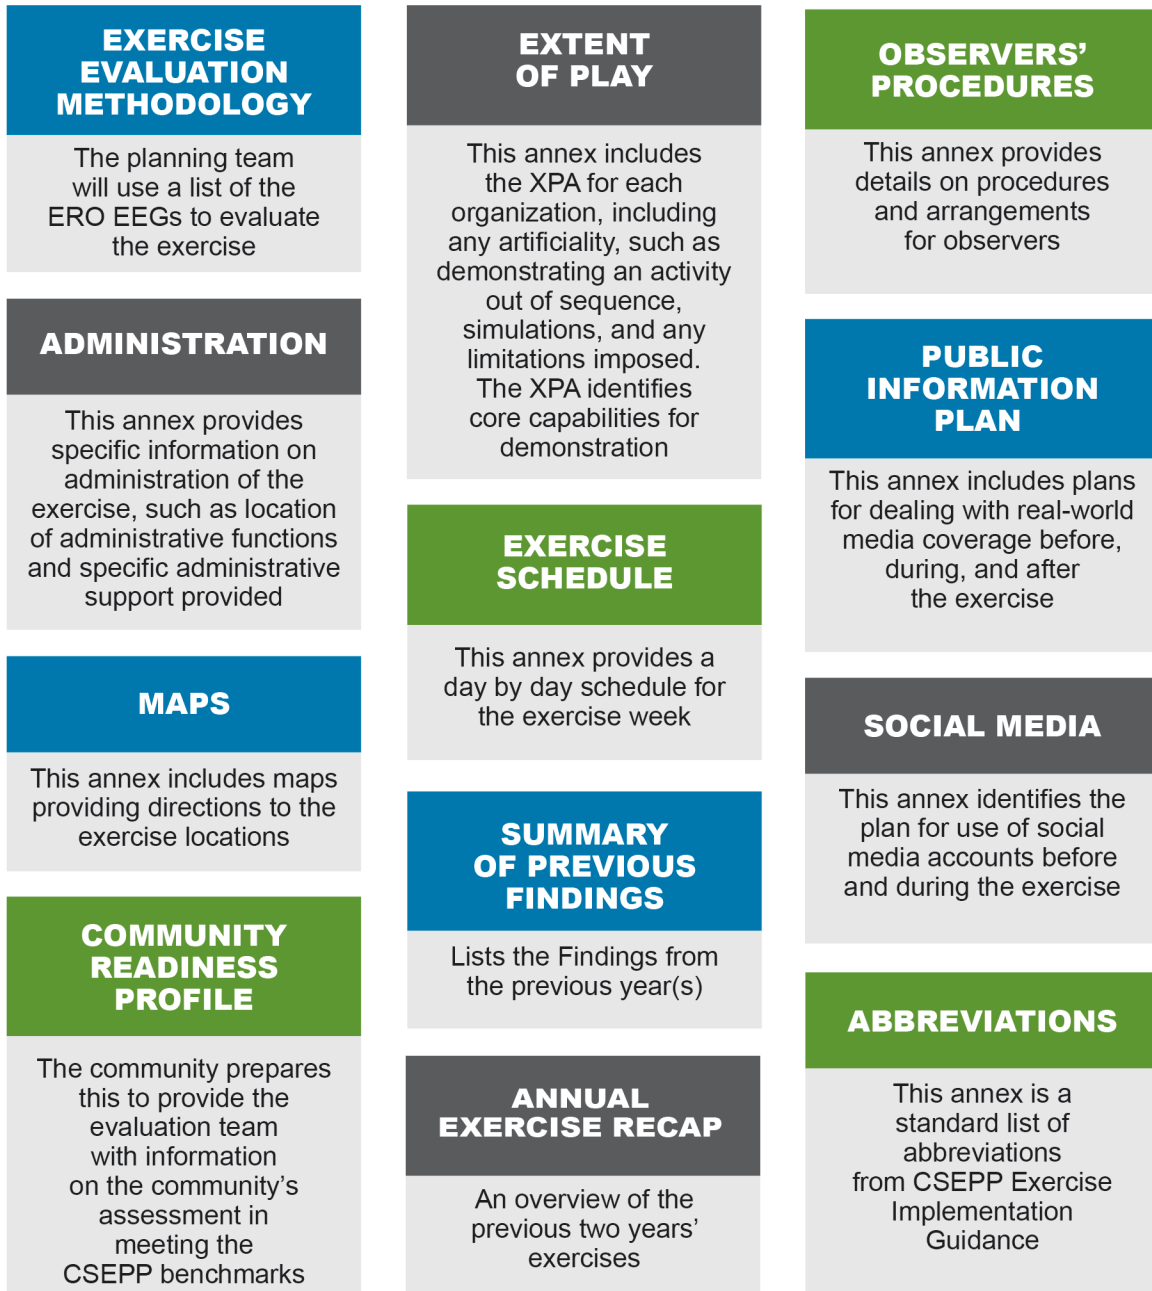 EXERCISE
EVALUATION
METHODOLOGY
The planning team
will use a list of the
ERO EEGs to evaluate
the exercise
ADMINISTRATION
This annex provides
specific information on
administration of the
exercise, such as location
of administrative functions
and specific administrative
support provided
MAPS
This annex includes maps
providing directions to the
exercise locations
COMMUNITY
READINESS
PROFILE
The community prepares
this to provide the
evaluation team
with information
on the community’s
assessment in
meeting the
CSEPP benchmarks
EXTENT
OF PLAY
This annex includes
the XPA for each
organization, including
any artificiality, such as
demonstrating an activity
out of sequence,
simulations, and any
limitations imposed.
The XPA identifies
core capabilities for
demonstration
EXERCISE
SCHEDULE
This annex provides a
day by day schedule for
the exercise week
SUMMARY
OF PREVIOUS
FINDINGS
Lists the Findings from
the previous year(s)
ANNUAL
EXERCISE RECAP
An overview of the
previous two years’
exercises
OBSERVERS’
PROCEDURES
This annex provides
details on procedures
and arrangements
for observers
PUBLIC
INFORMATION
PLAN
This annex includes plans
for dealing with real-world
media coverage before,
during, and after
the exercise
SOCIAL MEDIA
This annex identifies the
plan for use of social
media accounts before
and during the exercise
ABBREVIATIONS
This annex is a
standard list of
abbreviations
from CSEPP Exercise
Implementation
Guidance